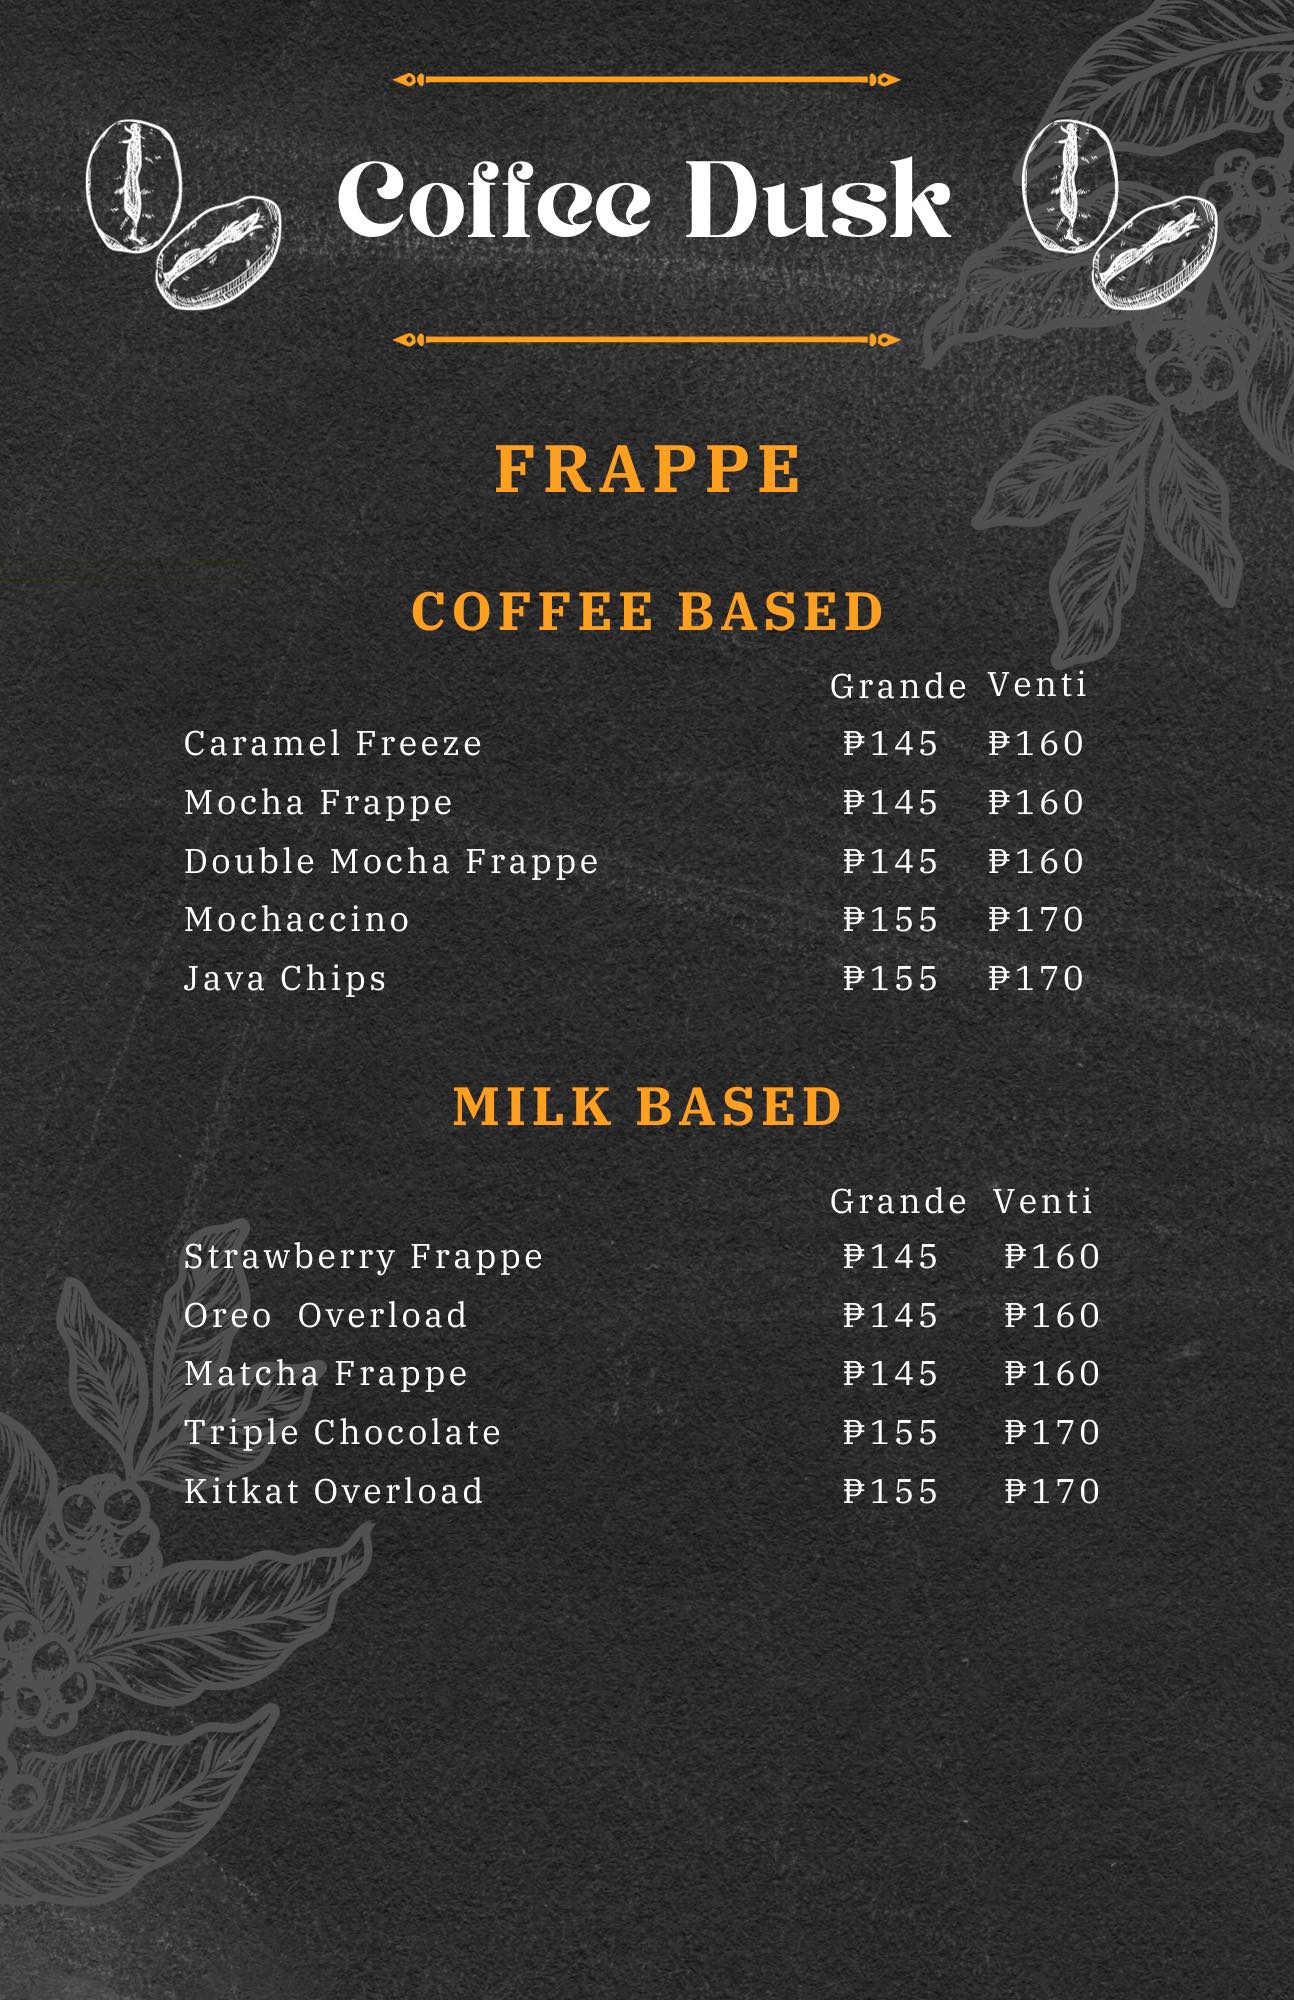 Coffee Dusk
FRAPPE
COFFEE BASED
Grande Venti
Caramel Freeze ₱145 ₱160
Mocha Frappe ₱145 ₱160
Double Mocha Frappe ₱145 ₱160
Mochaccino ₱155 ₱170
Java Chips ₱155 ₱170
MILK BASED
Grande Venti
Strawberry Frappe ₱145 ₱160
Oreo  Overload ₱145 ₱160
Matcha Frappe ₱145 ₱160
Triple Chocolate ₱155 ₱170
Kitkat Overload ₱155 ₱170